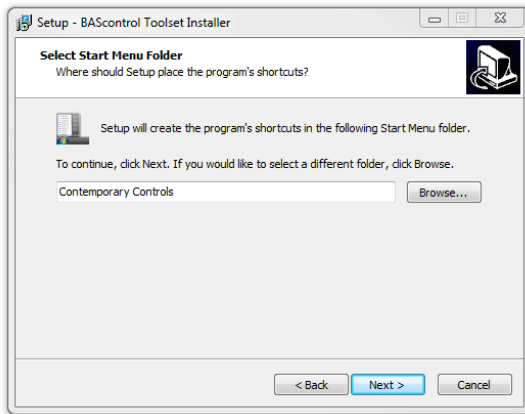 Setup - BAScontrol Toolset Installer
Select Start Menu Folder
Where should Setup place the program's shortcuts?
Setup will create the program's shortcuts in the following Start Menu folder.
To continue, click Next. If you would like to select a different folder, click Browse.
Contemporary Controls
Browse...
< Back
Next >
Cancel